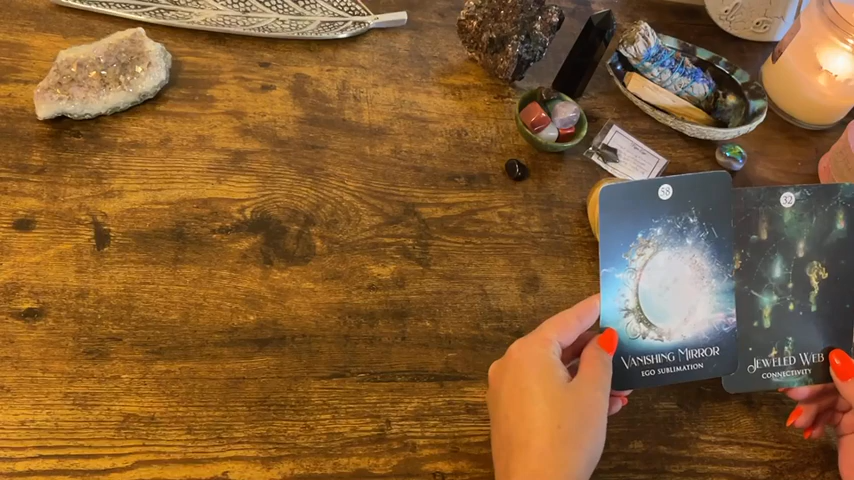 58
VANISHING MIRROR
EGO SUBLIMATION
32
JEWELED WEB
CONNECTIVITY